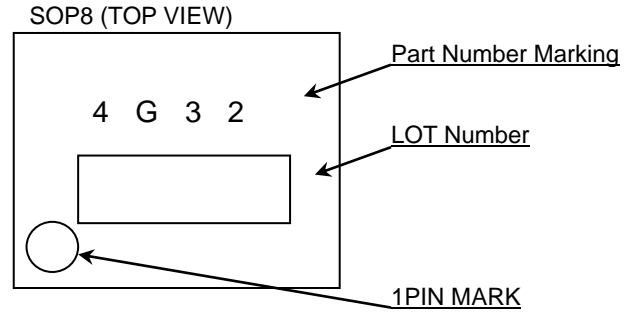 SOP8 (TOP VIEW)
Part Number Marking
4 G 3 2
LOT Number
1PIN MARK